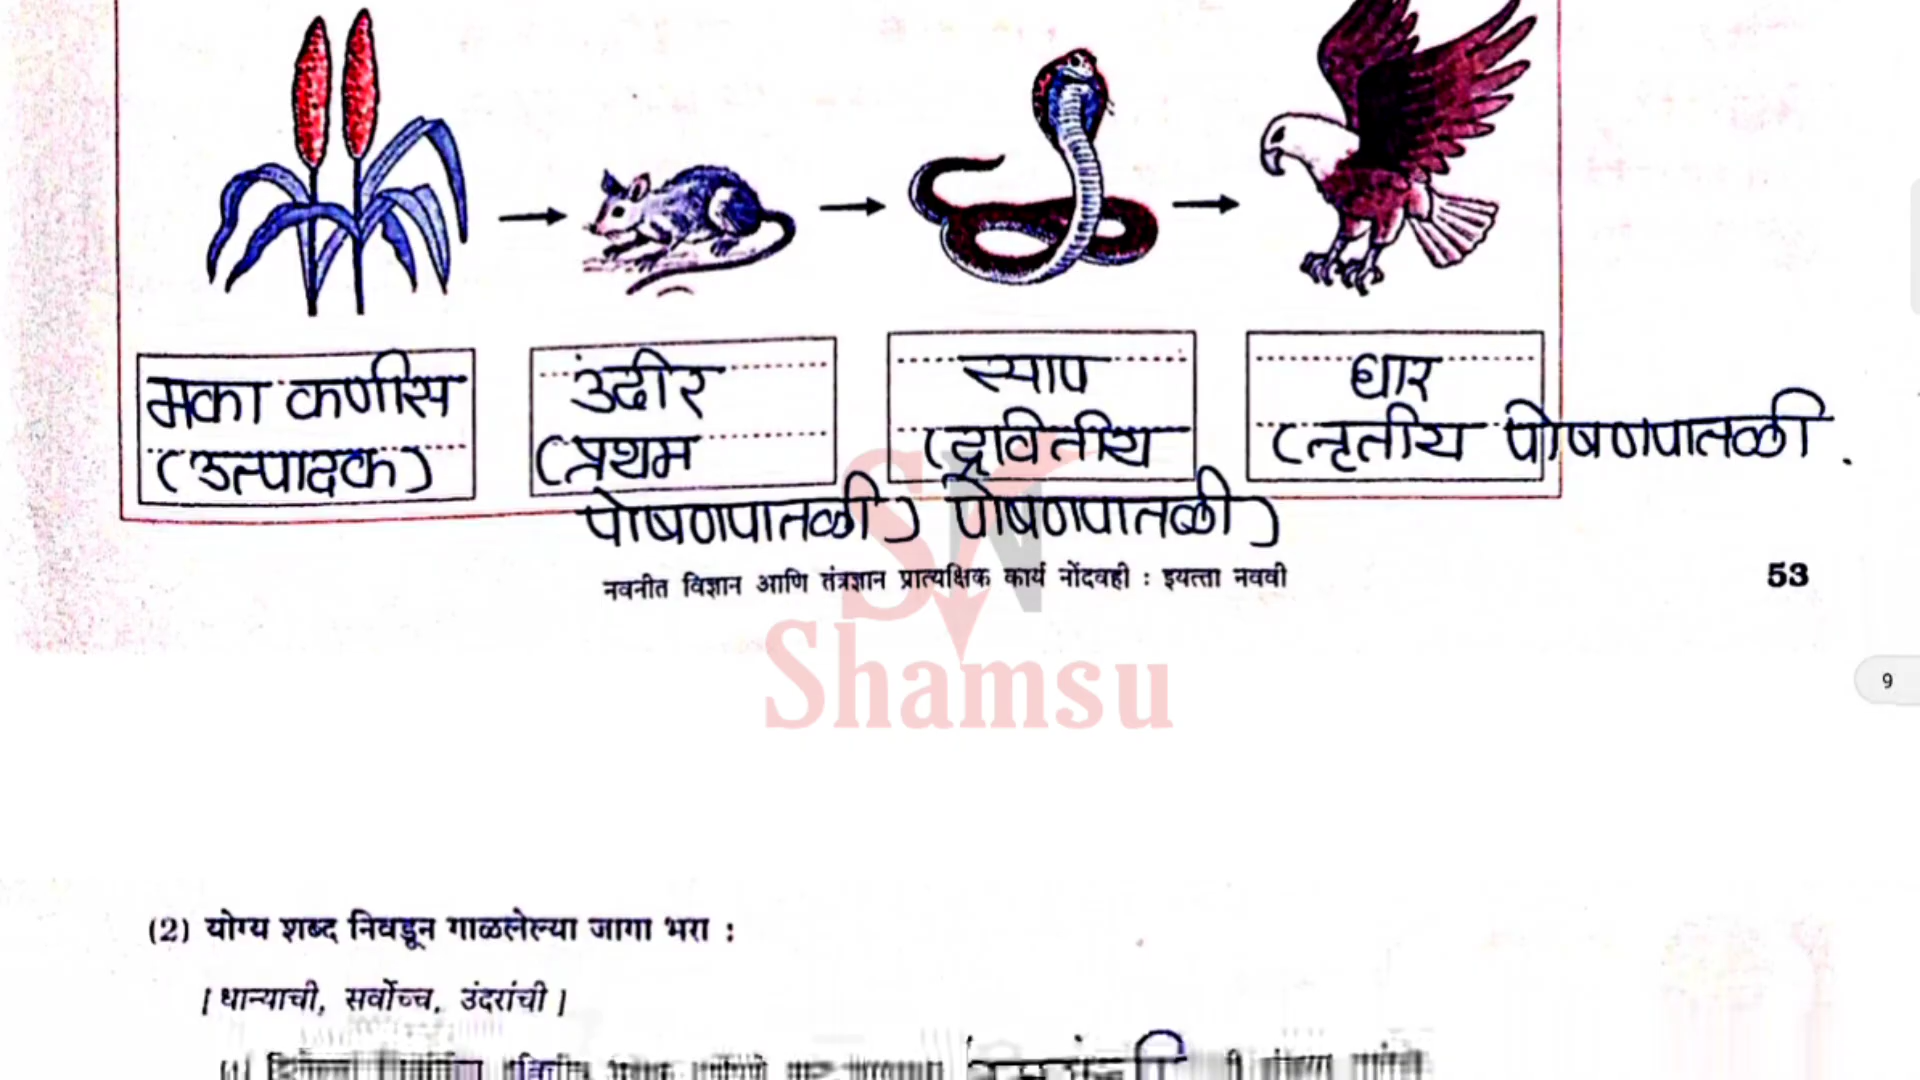 मका कणीस
(उत्पादक)
उंदीर
(प्रथम
पोषणपातळी)
साप
(द्वितीय
पोषणपातळी)
घार
(तृतीय पोषणपातळी.
SN
Shamsu
नवनीत विज्ञान आणि तंत्रज्ञान प्रात्यक्षिक कार्य नोंदवही : इयत्ता नववी
53
9
(2) योग्य शब्द निवडून गाळलेल्या जागा भरा :
[धान्याची, सर्वोच्च, उंदरांची]